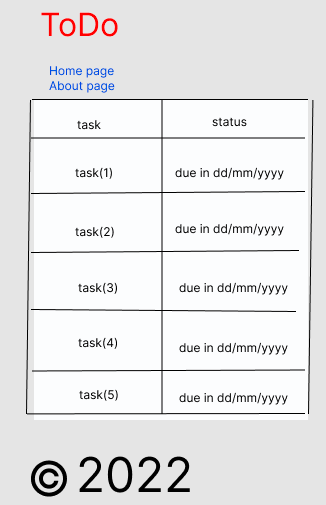 ToDo
Home page
About page
task status
task(1) due in dd/mm/yyyy
task(2) due in dd/mm/yyyy
task(3) due in dd/mm/yyyy
task(4) due in dd/mm/yyyy
task(5) due in dd/mm/yyyy
© 2022